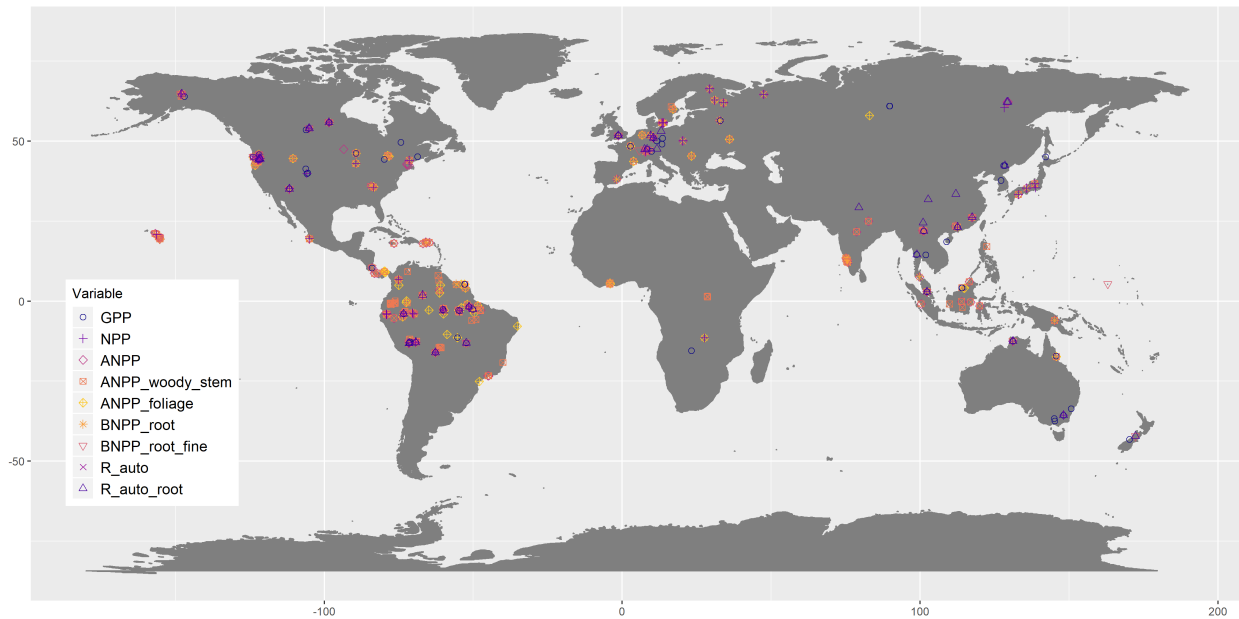 50
0
-50
Variable
GPP
NPP
ANPP
ANPP_woody_stem
ANPP_foliage
BNPP_root
BNPP_root_fine
R_auto
R_auto_root
-100
0
100
200